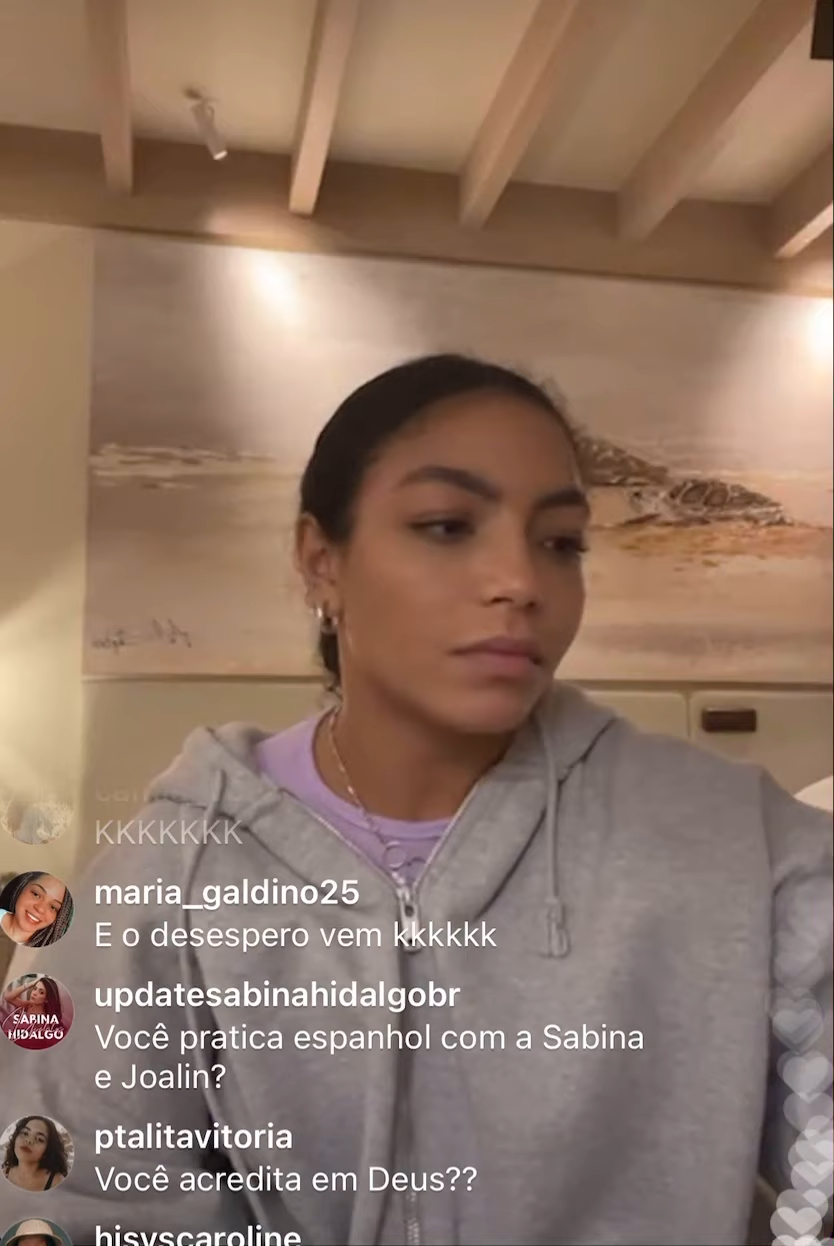 KKKKKKK
maria_galdino25
E o desespero vem kkkkkk
SABINA
HIDALGO
updatesabinahidalgobr
Você pratica espanhol com a Sabina
e Joalin?
ptalitavitoria
Você acredita em Deus??
hisyscaroline